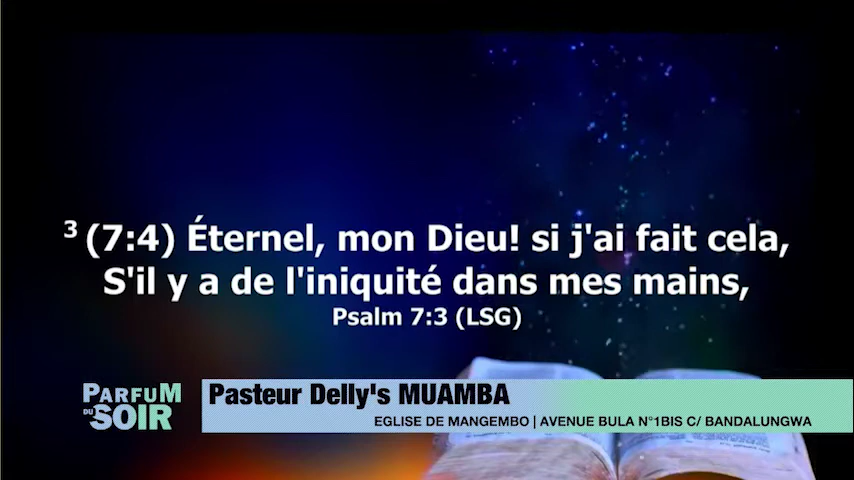 3 (7:4) Éternel, mon Dieu! si j'ai fait cela,
S'il y a de l'iniquité dans mes mains,
Psalm 7:3 (LSG)
PARFUM
DU SOIR
Pasteur Delly's MUAMBA
EGLISE DE MANGEMBO | AVENUE BULA N°1BIS C/ BANDALUNGWA